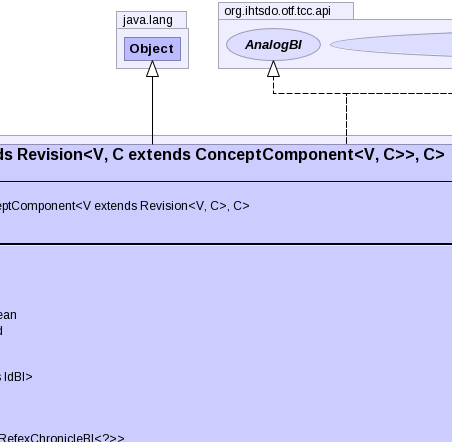 java.lang
Object
org.ihtsdo.otf.tcc.api
AnalogBI
ds Revision<V, C extends ConceptComponent<V, C>>, C>
eptComponent<V extends Revision<V, C>, C>
ean
d
s IdBI>
RefexChronicleBI<?>>